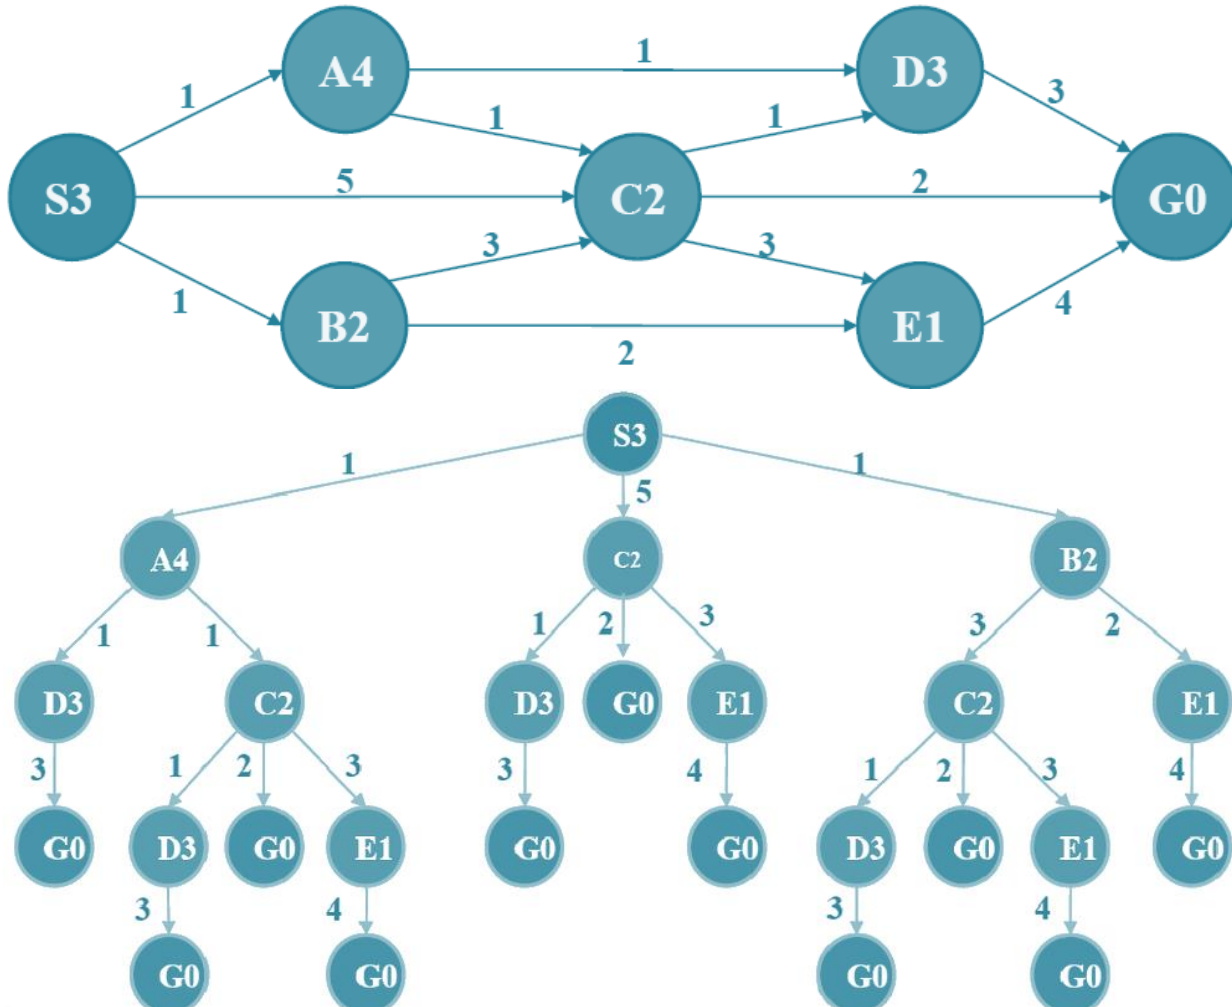 A4 1 D3
1 1 1 3
S3 5 C2 2 G0
1 3 3 4
B2 2 E1
S3
1 5 1
A4 C2 B2
1 1 1 2 3 3 2
D3 C2 D3 G0 E1 C2 E1
3 1 2 3 3 4 1 2 3 4
G0 D3 G0 E1 G0 G0 D3 G0 E1 G0
3 4 3 4
G0 G0 G0 G0